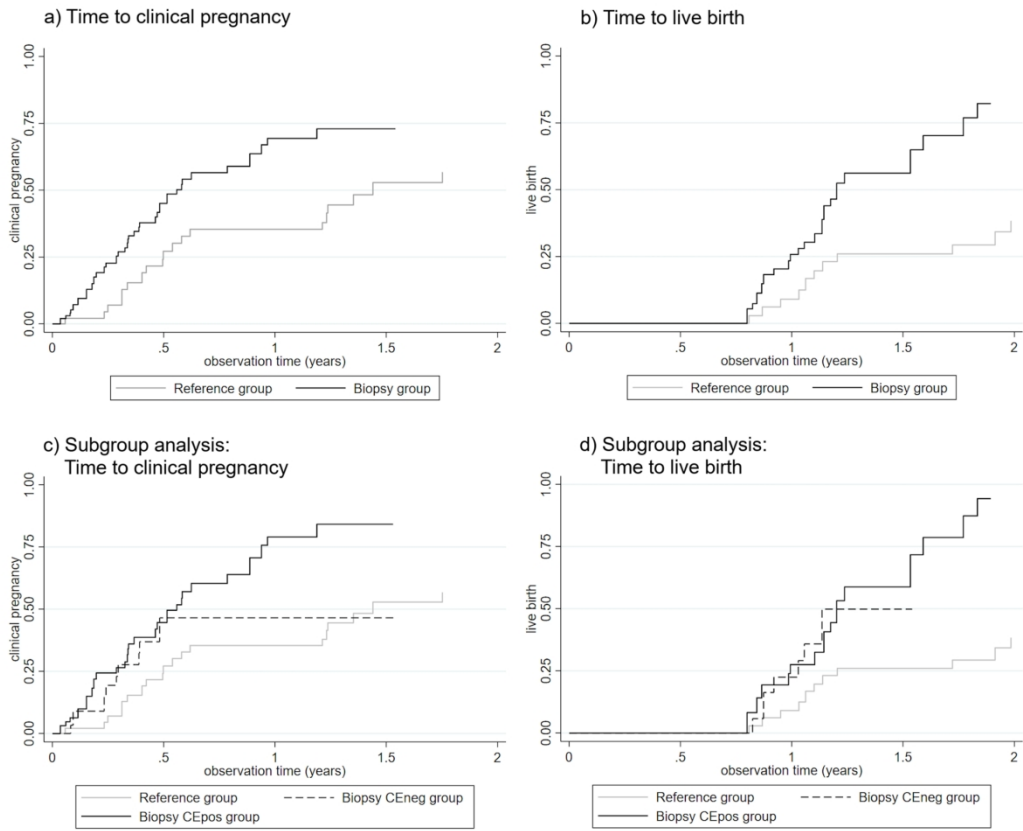 a) Time to clinical pregnancy
1.00
0.75
0.50
0.25
0.00
clinical pregnancy
0 .5 1 1.5 2
observation time (years)
Reference group Biopsy group
b) Time to live birth
1.00
0.75
0.50
0.25
0.00
live birth
0 .5 1 1.5 2
observation time (years)
Reference group Biopsy group
c) Subgroup analysis:
Time to clinical pregnancy
1.00
0.75
0.50
0.25
0.00
clinical pregnancy
0 .5 1 1.5 2
observation time (years)
Reference group Biopsy CEneg group
Biopsy CEpos group
d) Subgroup analysis:
Time to live birth
1.00
0.75
0.50
0.25
0.00
live birth
0 .5 1 1.5 2
observation time (years)
Reference group Biopsy CEneg group
Biopsy CEpos group